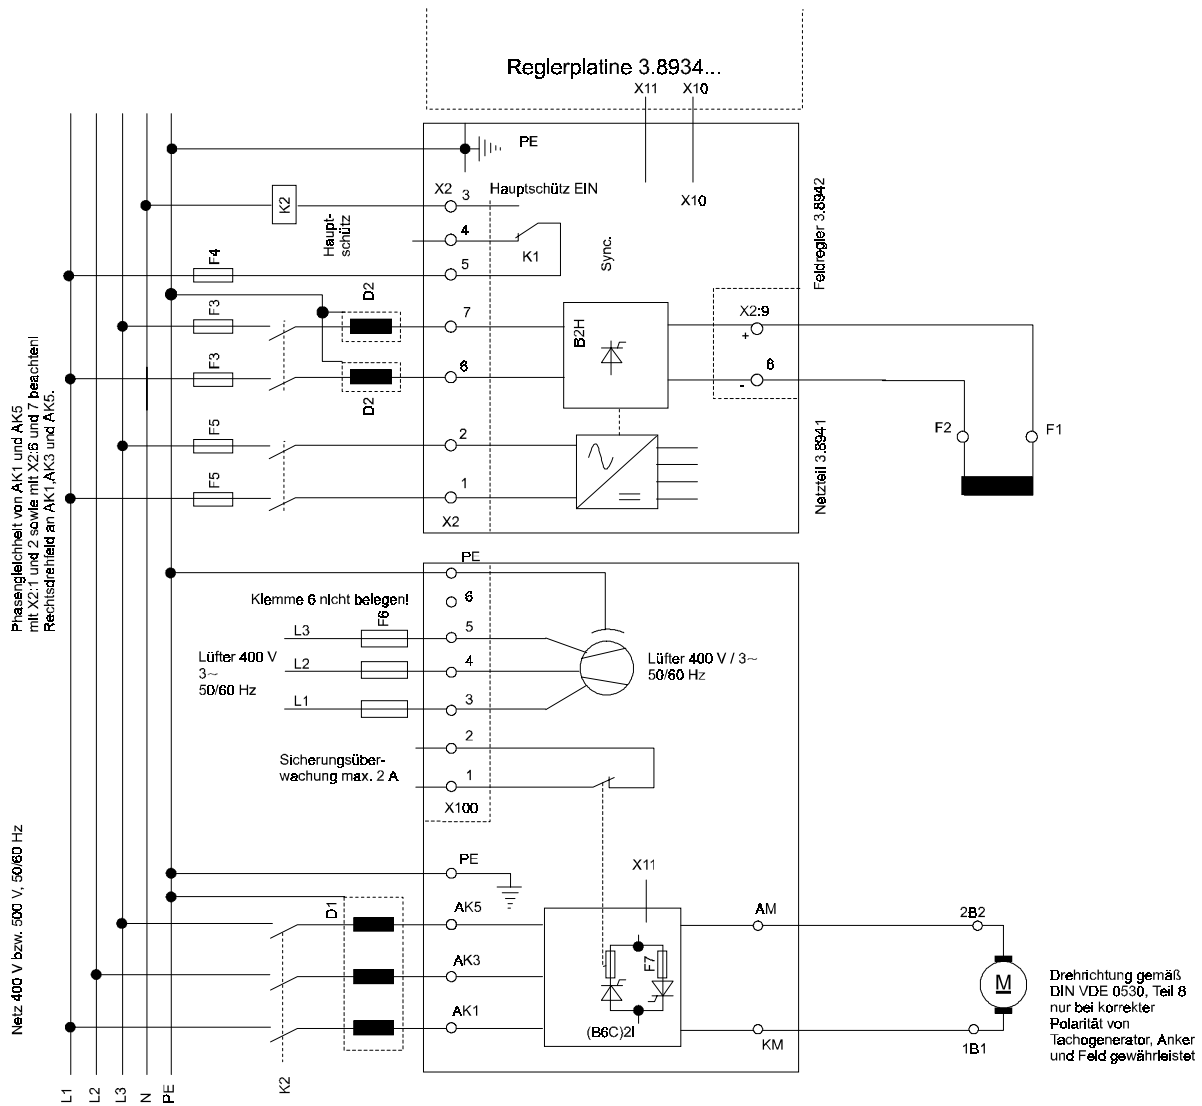 Reglerplatine 3.8934...
X11
X10
PE
X2
3
Hauptschütz EIN
X10
K2
Haupt-
schütz
4
K1
Sync.
Feldregler 3.8942
F4
5
D2
F3
7
B2H
X2:9
+
F3
6
8
-
D2
F5
2
F2
F1
Netzteil 3.8941
F5
1
X2
Phasengleichheit von AK1 und AK5
mit X2:1 und 2 sowie mit X2:6 und 7 beachten!
Rechtsdrehfeld an AK1,AK3 und AK5.
PE
Klemme 6 nicht belegen!
6
F6
L3
5
Lüfter 400 V
3~
50/60 Hz
L2
4
Lüfter 400 V / 3~
50/60 Hz
L1
3
2
Sicherungsüber-
wachung max. 2 A
1
X100
Netz 400 V bzw. 500 V, 50/60 Hz
PE
X11
D1
AK5
AM
2B2
AK3
F7
M
AK1
(B6C)2I
KM
1B1
Drehrichtung gemäß
DIN VDE 0530, Teil 8
nur bei korrekter
Polarität von
Tachogenerator, Anker
und Feld gewährleistet
K2
L1
L2
L3
N
PE